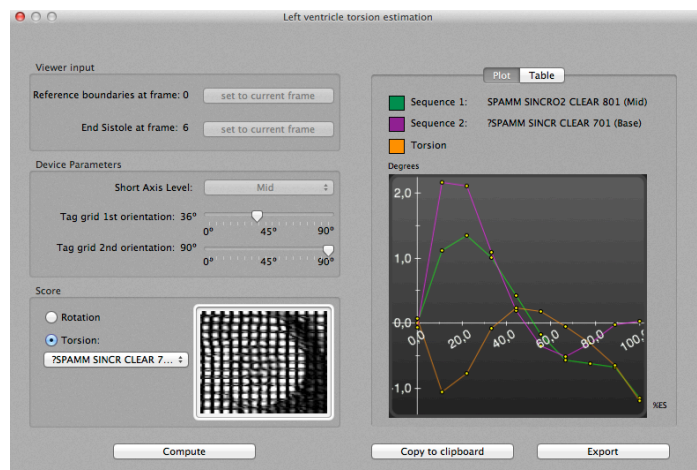 Left ventricle torsion estimation
Viewer input
Reference boundaries at frame: 0
set to current frame
End Sistole at frame: 6
set to current frame
Device Parameters
Short Axis Level:
Mid
Tag grid 1st orientation: 36°
0° 45° 90°
Tag grid 2nd orientation: 90°
0° 45° 90°
Score
Rotation
Torsion:
?SPAMM SINCR CLEAR 7...
Compute
Plot Table
Sequence 1: SPAMM SINCRO2 CLEAR 801 (Mid)
Sequence 2: ?SPAMM SINCR CLEAR 701 (Base)
Torsion
Degrees
2,0
1,0
0,0
-1,0
0,0 20,0 40,0 60,0 80,0 100,
%ES
Copy to clipboard
Export